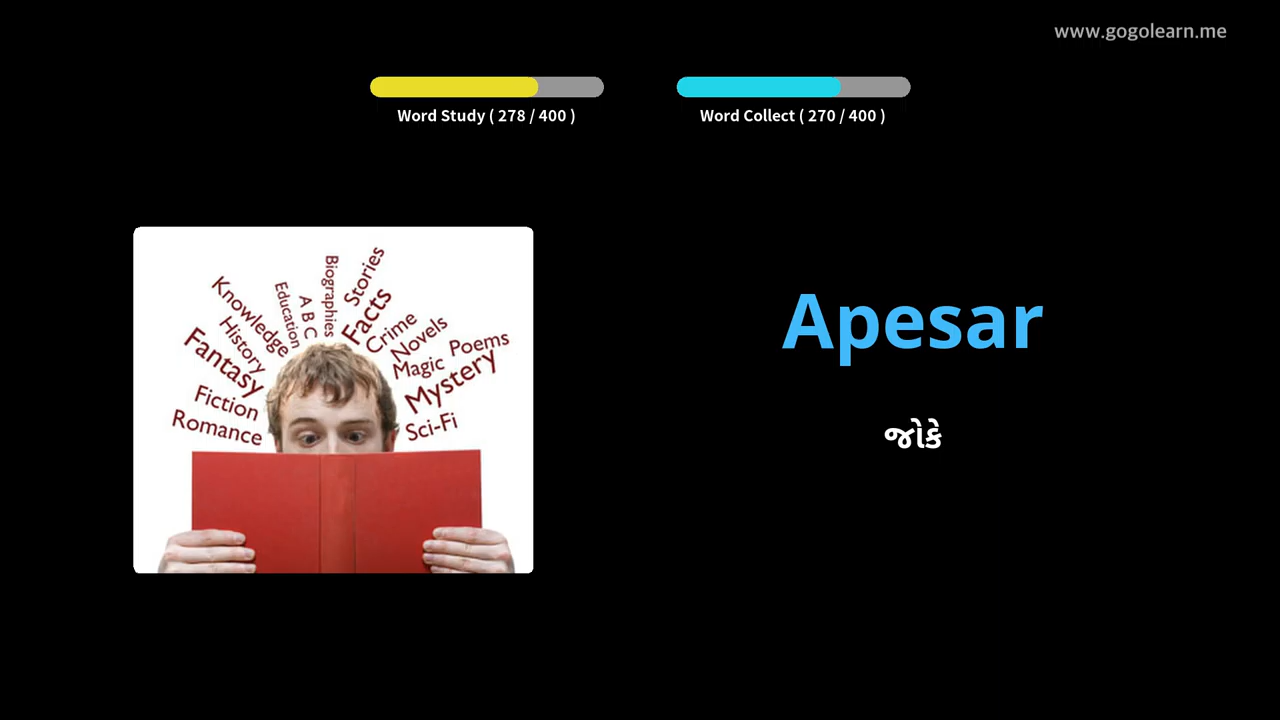 www.gogolearn.me
Word Study ( 278 / 400 )
Word Collect ( 270 / 400 )
Biographies
Stories
Education
A B C
Facts
Knowledge
Crime
History
Novels
Fantasy
Magic
Poems
Fiction
Mystery
Romance
Sci-Fi
Apesar
જોકે